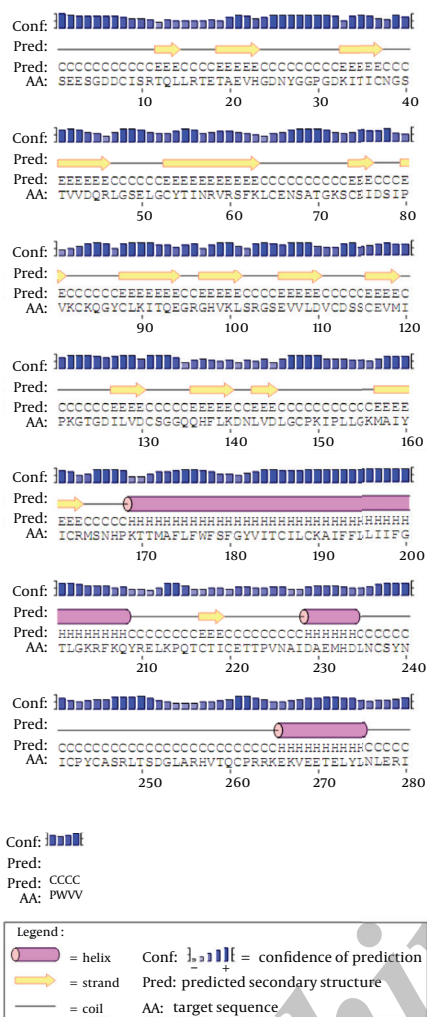 Conf:
Pred:
Pred: CCCCCCCCCCCEEECCCCEEEEECCCCCCCCCEEEEECCC
AA: SEESGDDCISRTQLLRTETAEVHGDNYGGPGDKITICNGS
10 20 30 40
Conf:
Pred:
Pred: EEEEEECCCCCCEEEEEEEEEEECCCCCCCCCCEEECCCE
AA: TVVDQRLGSELGCYTINRVRSFKLCENSATGKSCEIDSIP
50 60 70 80
Conf:
Pred:
Pred: ECCCCCCEEEEEEECCEEEEECCCCEEEEECCCCCEEEEC
AA: VKCKQGYCLKITQEGRGHVKLSRGSEVVLDVCDSSCEVMI
90 100 110 120
Conf:
Pred:
Pred: CCCCCCEEEECCCCCEEEEECCEEECCCCCCCCCCCEEEE
AA: PKGTGDILVDCSGGQQHFLKDNLVDLGCPKIPLLGKMAIY
130 140 150 160
Conf:
Pred:
Pred: EEECCCCCHHHHHHHHHHHHHHHHHHHHHHHHHHHHHHHH
AA: ICRMSNHPKTTMAFLFWFSFGYVITCILCKAIFFLLIIFG
170 180 190 200
Conf:
Pred:
Pred: HHHHHHHHCCCCCCCCEEECCCCCCCCCHHHHHHCCCCCC
AA: TLGKRFKQYRELKPQTCTICETTPVNAIDAEMHDLNCSYN
210 220 230 240
Conf:
Pred:
Pred: CCCCCCCCCCCCCCCCCCCCCCCCCHHHHHHHHHHCCCCC
AA: ICPYCASRLTSDGLARHVTQCPRRKEKVEETELYLNLERI
250 260 270 280
Conf:
Pred:
Pred: CCCC
AA: PWVV
Legend :
= helix Conf: - + = confidence of prediction
= strand Pred: predicted secondary structure
= coil AA: target sequence